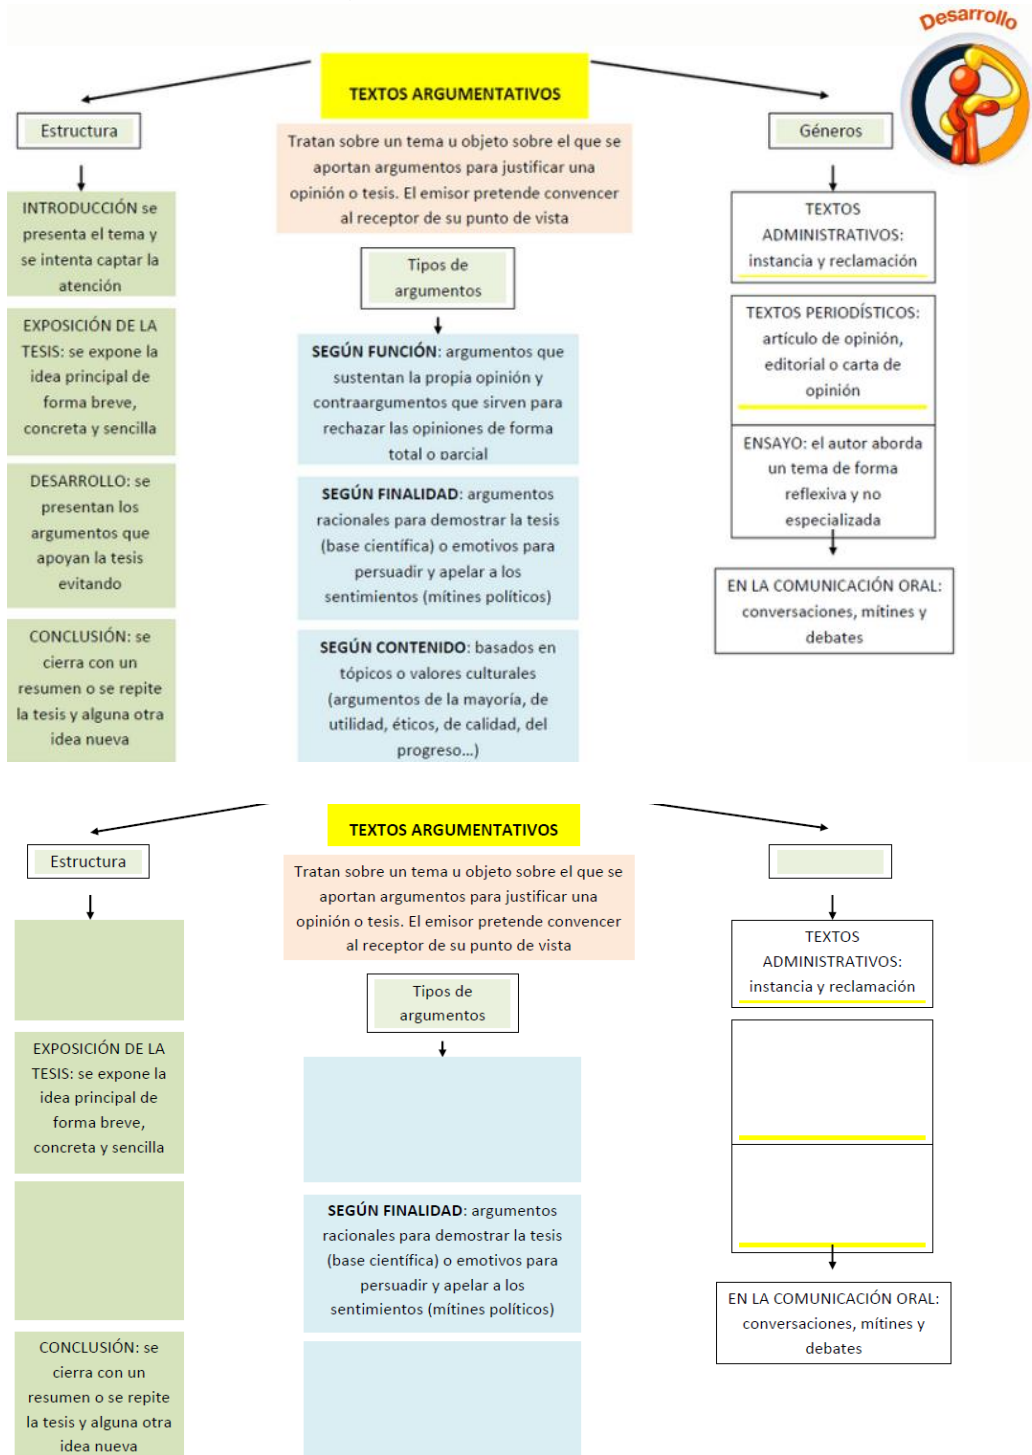 Desarrollo
TEXTOS ARGUMENTATIVOS
Tratan sobre un tema u objeto sobre el que se
aportan argumentos para justificar una
opinión o tesis. El emisor pretende convencer
al receptor de su punto de vista
Estructura
INTRODUCCIÓN se
presenta el tema y
se intenta captar la
atención
EXPOSICIÓN DE LA
TESIS: se expone la
idea principal de
forma breve,
concreta y sencilla
DESARROLLO: se
presentan los
argumentos que
apoyan la tesis
evitando
CONCLUSIÓN: se
cierra con un
resumen o se repite
la tesis y alguna otra
idea nueva
Tipos de
argumentos
SEGÚN FUNCIÓN: argumentos que
sustentan la propia opinión y
contraargumentos que sirven para
rechazar las opiniones de forma
total o parcial
SEGÚN FINALIDAD: argumentos
racionales para demostrar la tesis
(base científica) o emotivos para
persuadir y apelar a los
sentimientos (mítines políticos)
SEGÚN CONTENIDO: basados en
tópicos o valores culturales
(argumentos de la mayoría, de
utilidad, éticos, de calidad, del
progreso...)
Géneros
TEXTOS
ADMINISTRATIVOS:
instancia y reclamación
TEXTOS PERIODÍSTICOS:
artículo de opinión,
editorial o carta de
opinión
ENSAYO: el autor aborda
un tema de forma
reflexiva y no
especializada
EN LA COMUNICACIÓN ORAL:
conversaciones, mítines y
debates
TEXTOS ARGUMENTATIVOS
Tratan sobre un tema u objeto sobre el que se
aportan argumentos para justificar una
opinión o tesis. El emisor pretende convencer
al receptor de su punto de vista
Estructura
EXPOSICIÓN DE LA
TESIS: se expone la
idea principal de
forma breve,
concreta y sencilla
CONCLUSIÓN: se
cierra con un
resumen o se repite
la tesis y alguna otra
idea nueva
Tipos de
argumentos
SEGÚN FINALIDAD: argumentos
racionales para demostrar la tesis
(base científica) o emotivos para
persuadir y apelar a los
sentimientos (mítines políticos)
TEXTOS
ADMINISTRATIVOS:
instancia y reclamación
EN LA COMUNICACIÓN ORAL:
conversaciones, mítines y
debates